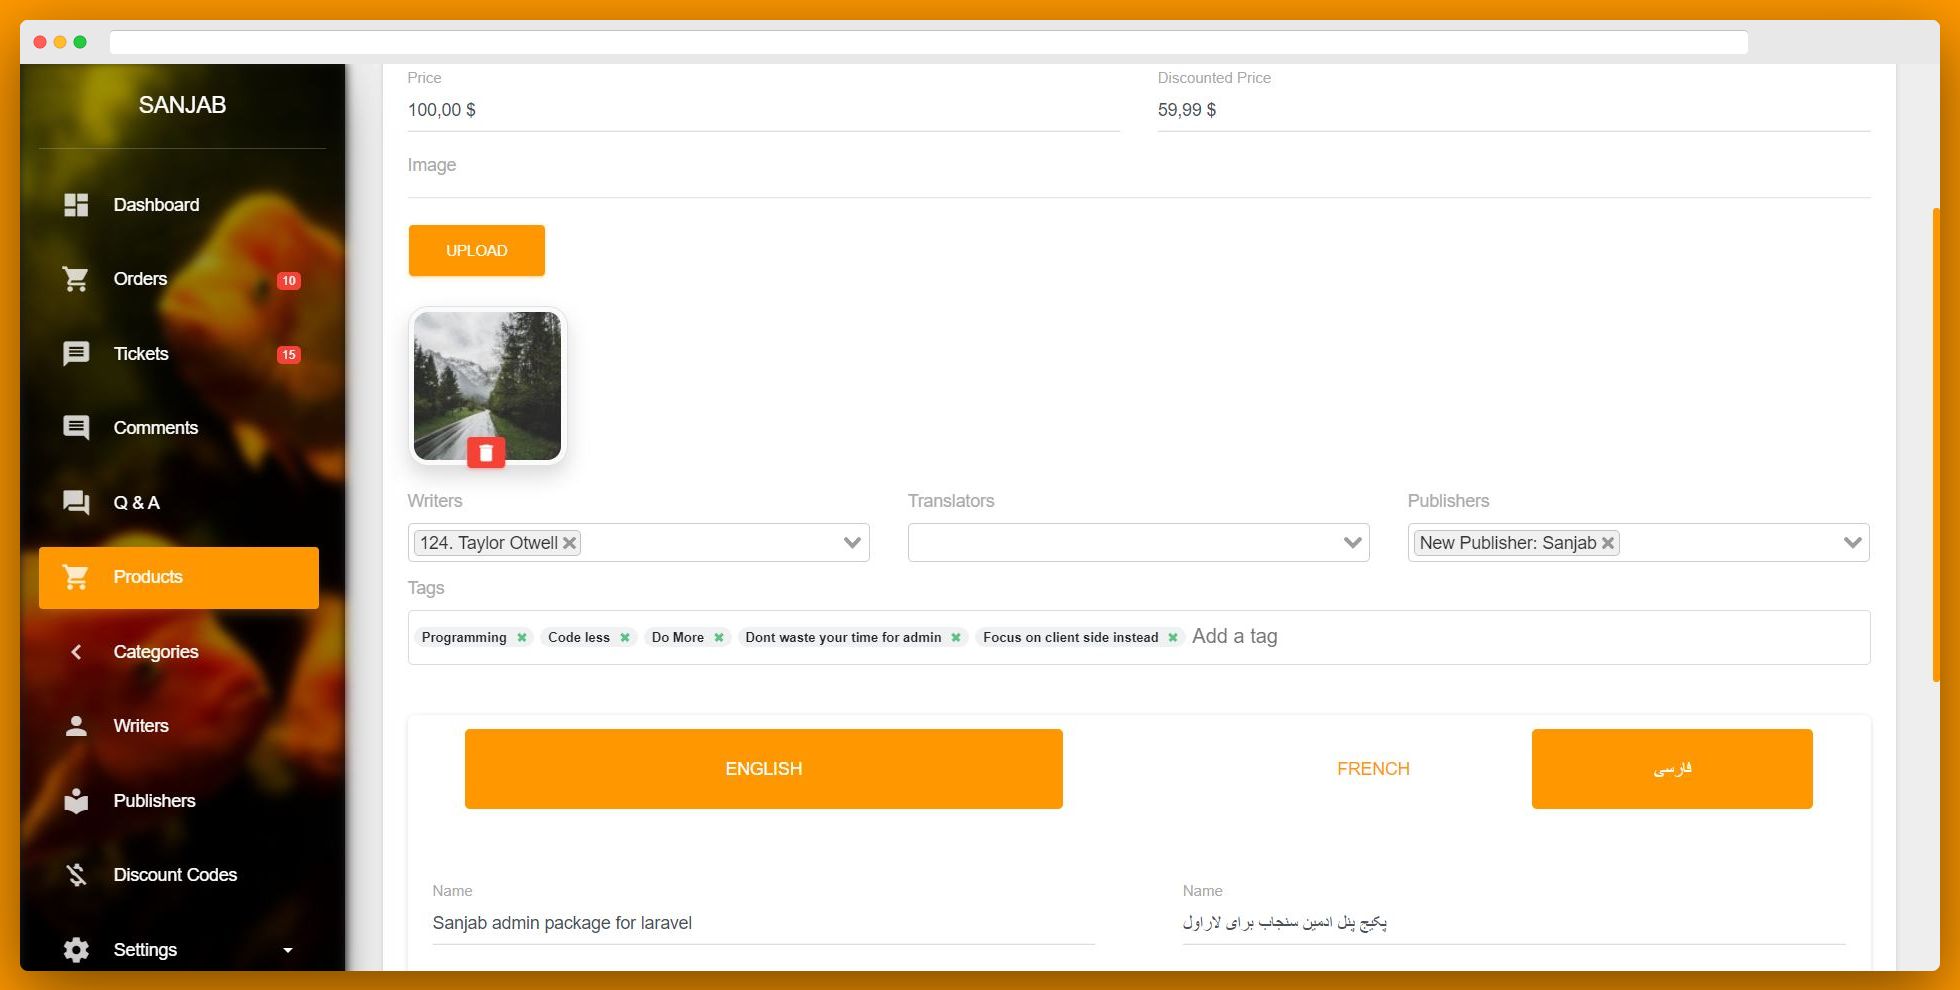 SANJAB
Dashboard
Orders 10
Tickets 15
Comments
Q & A
Products
Categories
Writers
Publishers
Discount Codes
Settings
Price
100,00 $
Discounted Price
59,99 $
Image
UPLOAD
Writers
124. Taylor Otwell
Translators
Publishers
New Publisher: Sanjab
Tags
Programming Code less Do More Dont waste your time for admin Focus on client side instead Add a tag
ENGLISH FRENCH فارسی
Name
Sanjab admin package for laravel
Name
پکیج پنل ادمین سنجاب برای لاراول